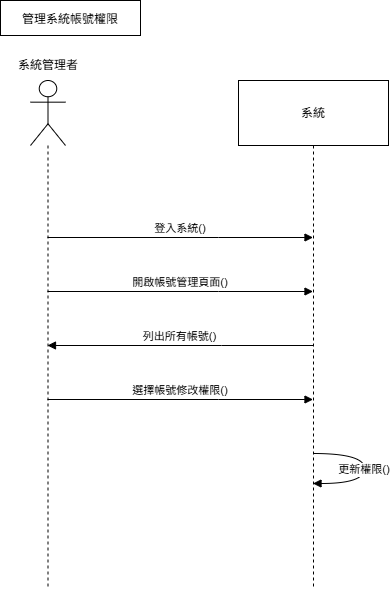 管理系統帳號權限
系統管理者
系統
登入系統()
開啟帳號管理頁面()
列出所有帳號()
選擇帳號修改權限()
更新權限()